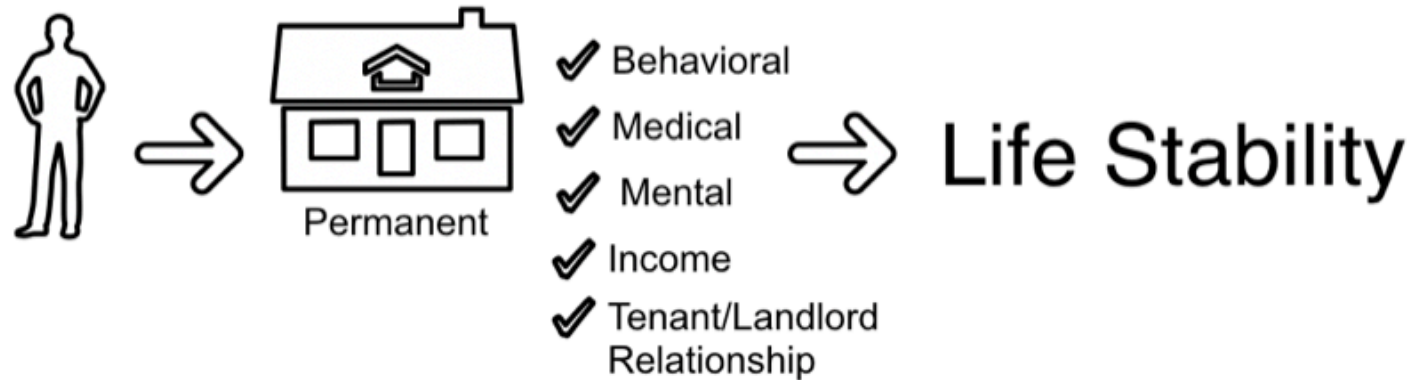 Permanent
Behavioral
Medical
Mental
Income
Tenant/Landlord
Relationship
Life Stability